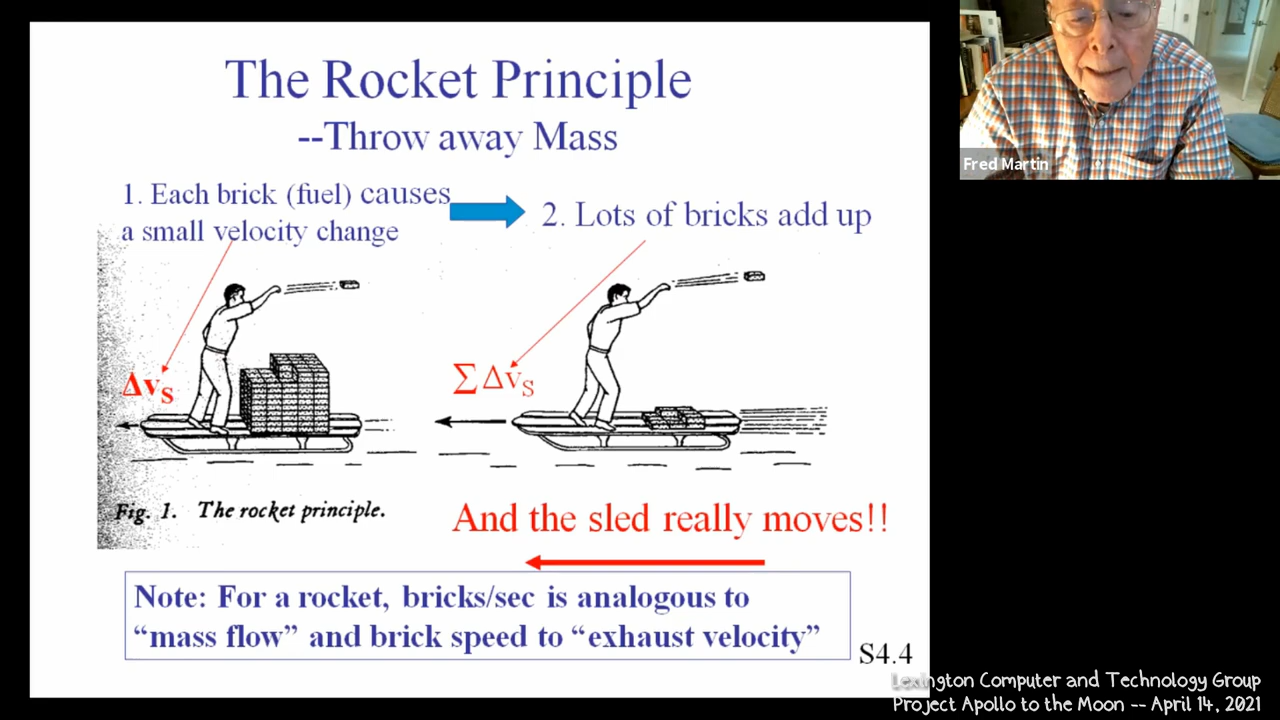 The Rocket Principle
--Throw away Mass
1. Each brick (fuel) causes
a small velocity change
2. Lots of bricks add up
Δvs
∑ Δvs
Fig. 1. The rocket principle.
And the sled really moves!!
Note: For a rocket, bricks/sec is analogous to
“mass flow” and brick speed to “exhaust velocity”
S4.4
Fred Martin
Lexington Computer and Technology Group
Project Apollo to the Moon -- April 14, 2021